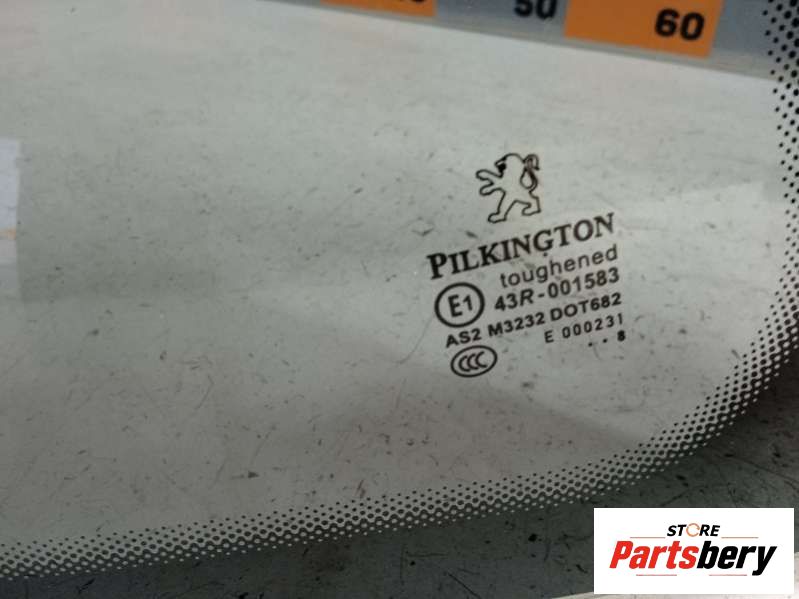 50
60
PILKINGTON
toughened
E1 43R-001583
AS2 M3232 DOT682
E 000231
CCC
. . 8
STORE
Partsbery